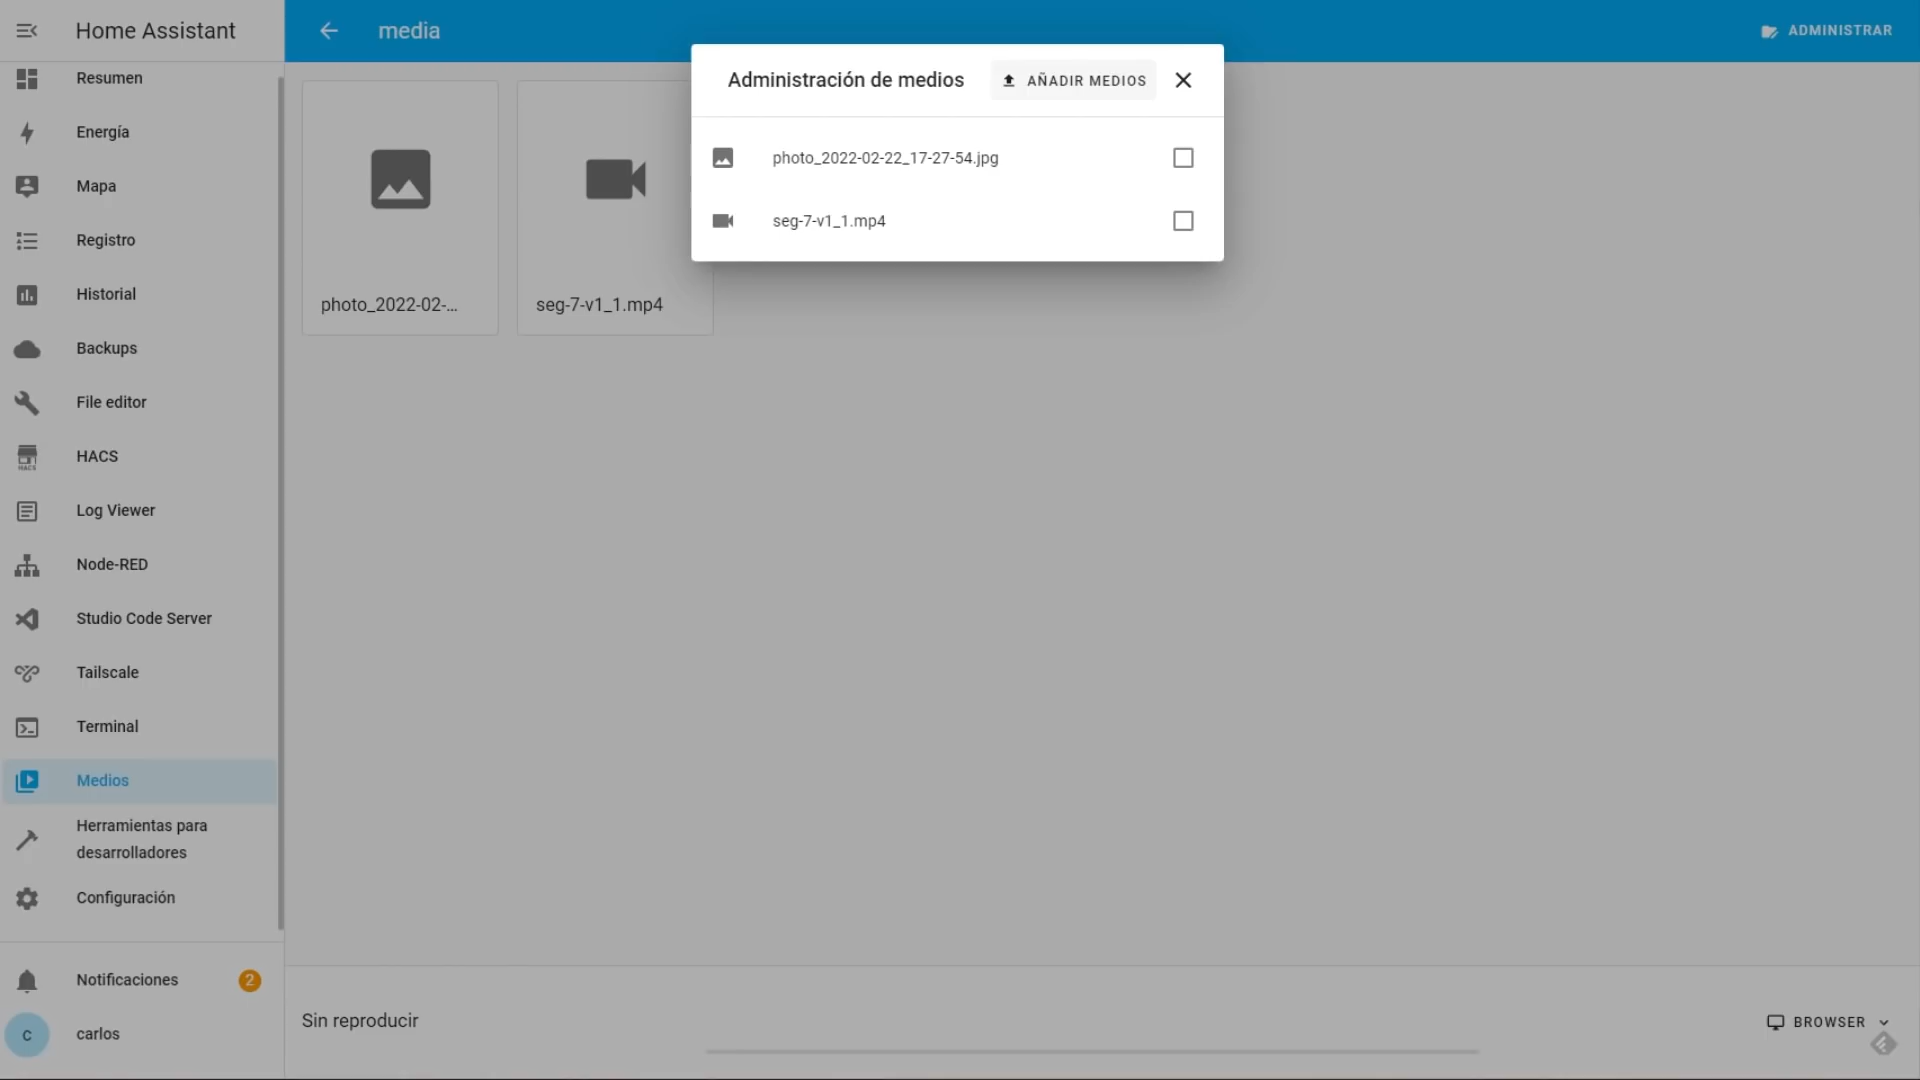 Home Assistant
Resumen
Energía
Mapa
Registro
Historial
Backups
File editor
HACS
HACS
Log Viewer
Node-RED
Studio Code Server
Tailscale
Terminal
Medios
Herramientas para
desarrolladores
Configuración
Notificaciones
2
C
carlos
media
ADMINISTRAR
Administración de medios
AÑADIR MEDIOS
photo_2022-02-22_17-27-54.jpg
seg-7-v1_1.mp4
photo_2022-02-...
seg-7-v1_1.mp4
Sin reproducir
BROWSER